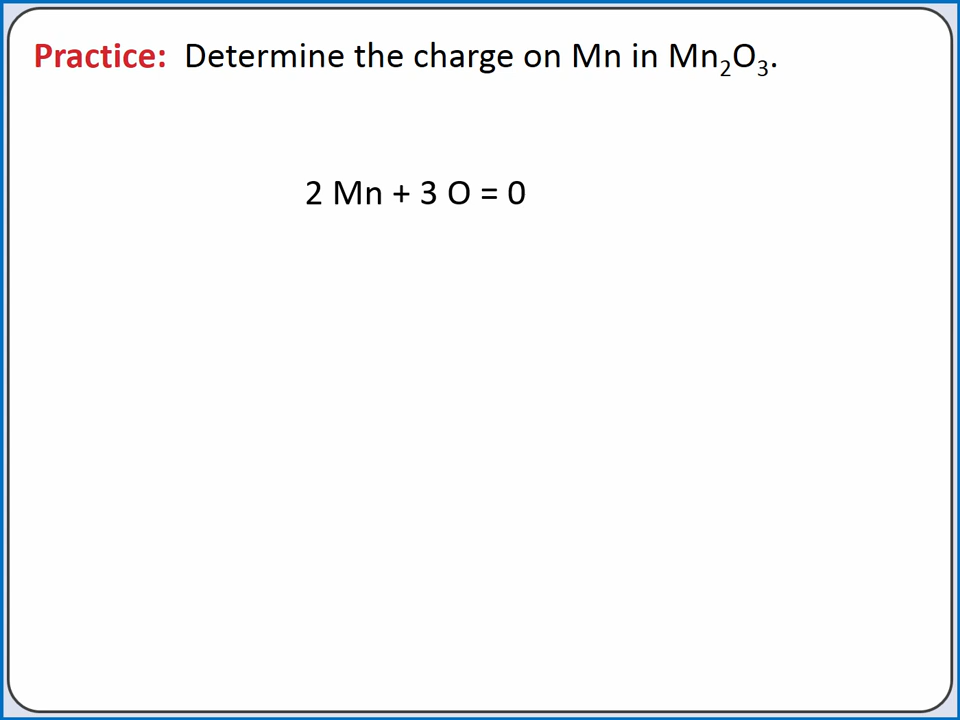 Practice: Determine the charge on Mn in Mn₂O₃.
2 Mn + 3 O = 0